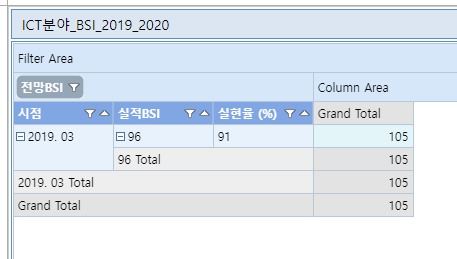 ICT분야_BSI_2019_2020
Filter Area
전망BSI Column Area
시점 실적BSI 실현율 (%) Grand Total
2019. 03 96 91 105
96 Total 105
2019. 03 Total 105
Grand Total 105